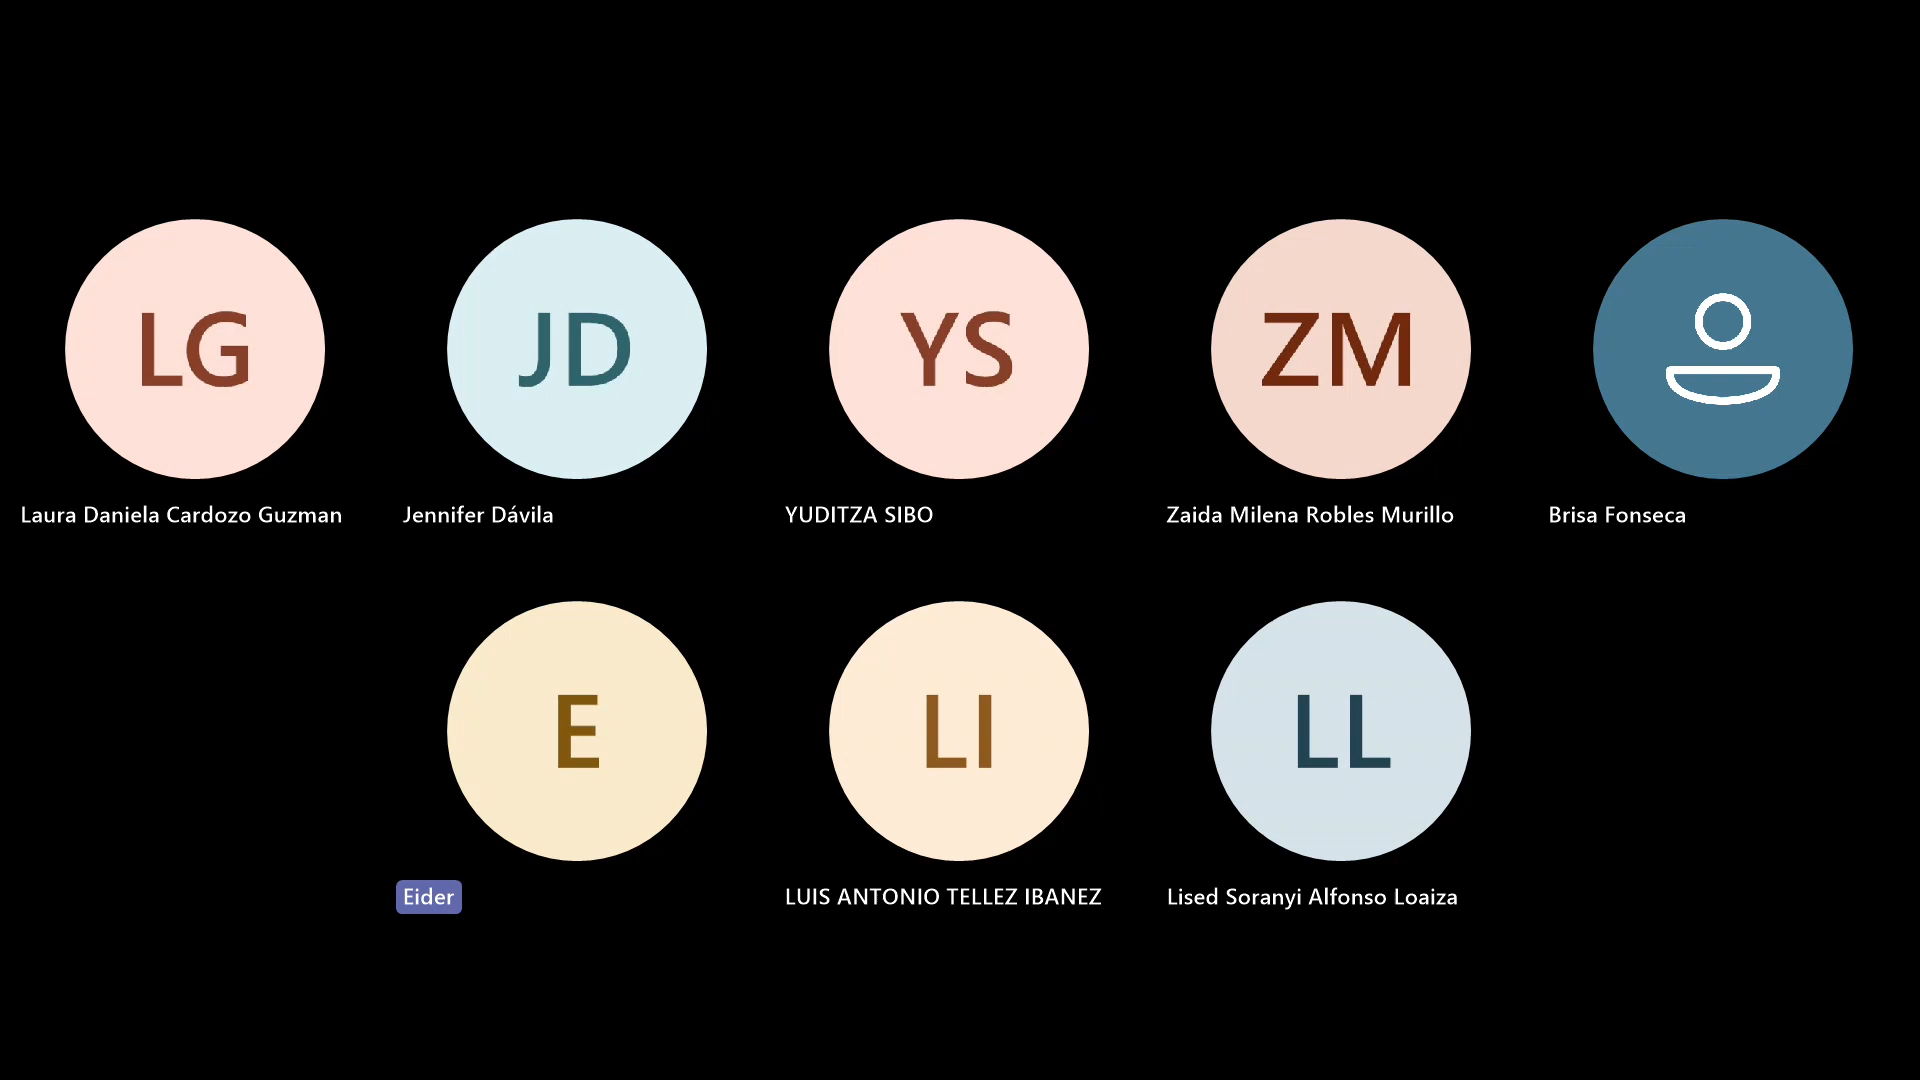 LG
JD
YS
ZM
Laura Daniela Cardozo Guzman
Jennifer Dávila
YUDITZA SIBO
Zaida Milena Robles Murillo
Brisa Fonseca
E
LI
LL
Eider
LUIS ANTONIO TELLEZ IBANEZ
Lised Soranyi Alfonso Loaiza